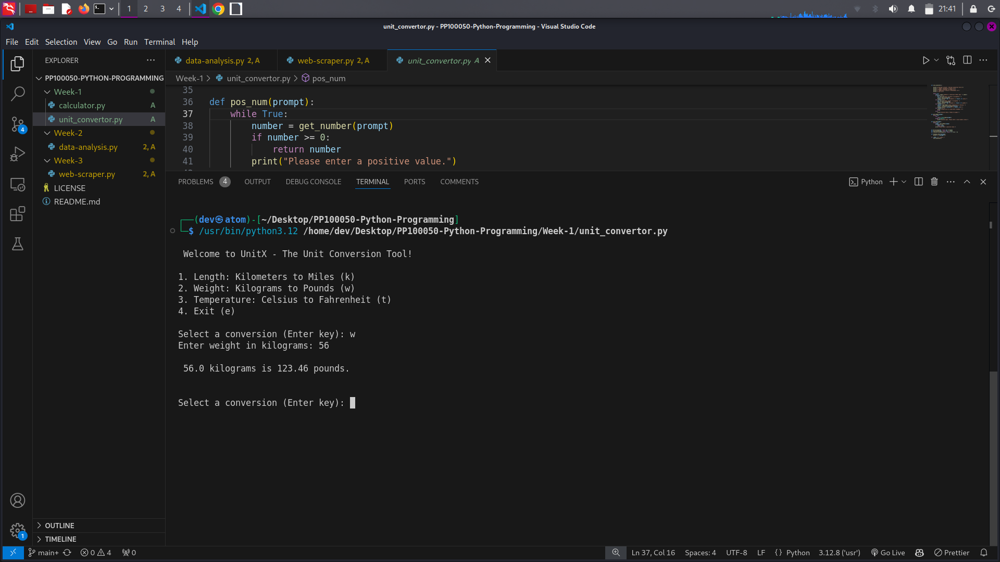 1 2 3 4 21:41
unit_convertor.py - PP100050-Python-Programming - Visual Studio Code
File Edit Selection View Go Run Terminal Help
EXPLORER
PP100050-PYTHON-PROGRAMMING
Week-1
calculator.py A
unit_convertor.py A
Week-2
data-analysis.py 2, A
Week-3
web-scraper.py 2, A
LICENSE
README.md
OUTLINE
TIMELINE
4
1
data-analysis.py 2, A web-scraper.py 2, A unit_convertor.py A
Week-1 > unit_convertor.py > pos_num
35
36 def pos_num(prompt):
37 while True:
38 number = get_number(prompt)
39 if number >= 0:
40 return number
41 print("Please enter a positive value.")
PROBLEMS 4 OUTPUT DEBUG CONSOLE TERMINAL PORTS COMMENTS Python
┌──(dev㉿atom)-[~/Desktop/PP100050-Python-Programming]
└─$ /usr/bin/python3.12 /home/dev/Desktop/PP100050-Python-Programming/Week-1/unit_convertor.py
Welcome to UnitX - The Unit Conversion Tool!
1. Length: Kilometers to Miles (k)
2. Weight: Kilograms to Pounds (w)
3. Temperature: Celsius to Fahrenheit (t)
4. Exit (e)
Select a conversion (Enter key): w
Enter weight in kilograms: 56
56.0 kilograms is 123.46 pounds.
Select a conversion (Enter key):
main+ 0 4 0 Ln 37, Col 16 Spaces: 4 UTF-8 LF {} Python 3.12.8 ('usr') Go Live Prettier